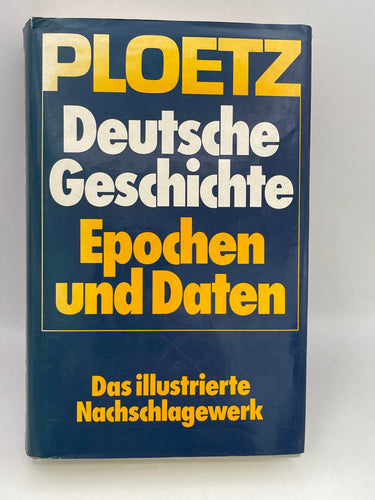 PLOETZ
Deutsche
Geschichte
Epochen
und Daten
Das illustrierte
Nachschlagewerk